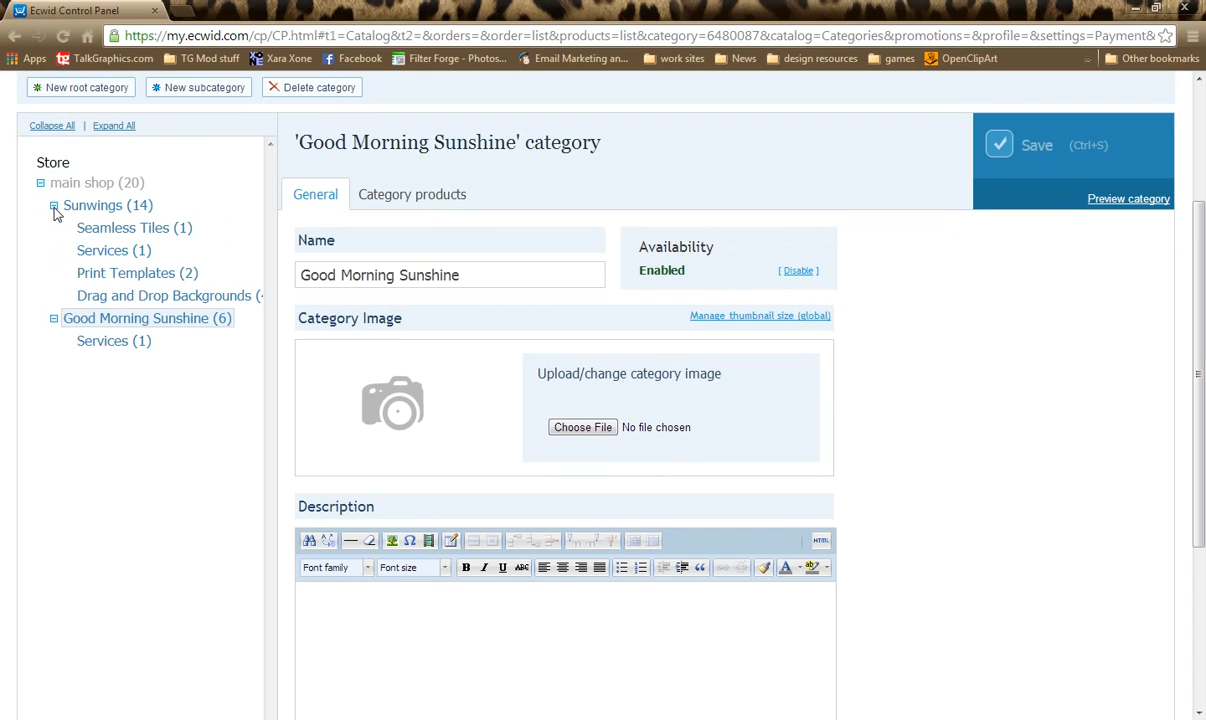 Ecwid Control Panel
https://my.ecwid.com/cp/CP.html#t1=Catalog&t2=&orders=order=list&products=list&category=6480087&catalog=Categories&promotions=&profile=&settings=Payment&
Apps TalkGraphics.com TG Mod stuff Xara Xone Facebook Filter Forge - Photos... Email Marketing an... work sites News design resources games OpenClipArt » Other bookmarks
New root category New subcategory Delete category
Collapse All | Expand All
'Good Morning Sunshine' category
Save (Ctrl+S)
Store
main shop (20)
General Category products
Preview category
Sunwings (14)
Seamless Tiles (1)
Services (1)
Print Templates (2)
Drag and Drop Backgrounds (
Good Morning Sunshine (6)
Services (1)
Name
Good Morning Sunshine
Availability
Enabled [ Disable ]
Category Image Manage thumbnail size (global)
Upload/change category image
Choose File No file chosen
Description
HTML
Font family Font size B I U ABC A ab